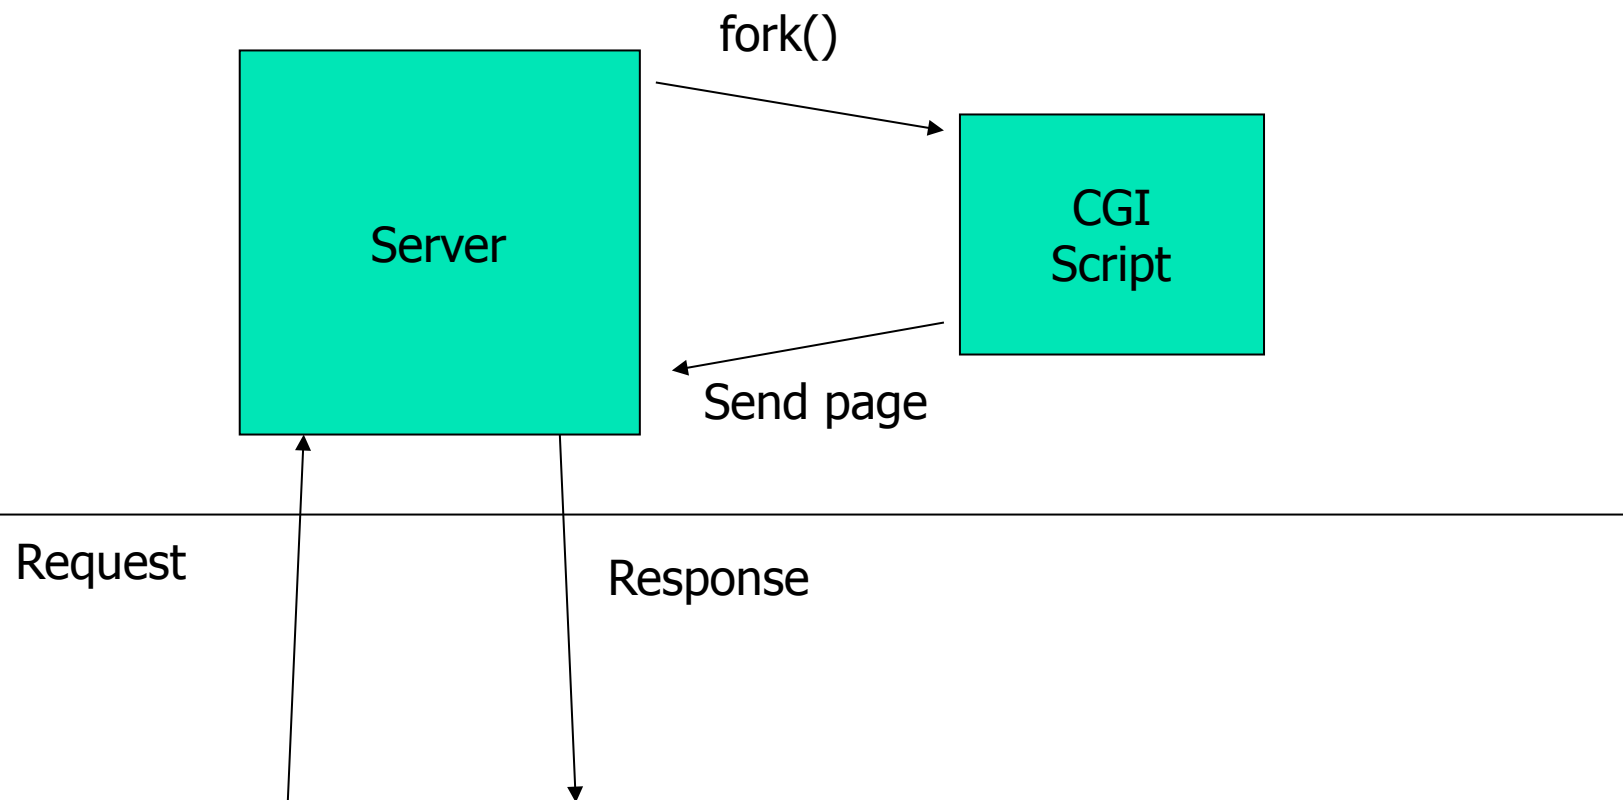 fork()
Server
CGI
Script
Send page
Request
Response